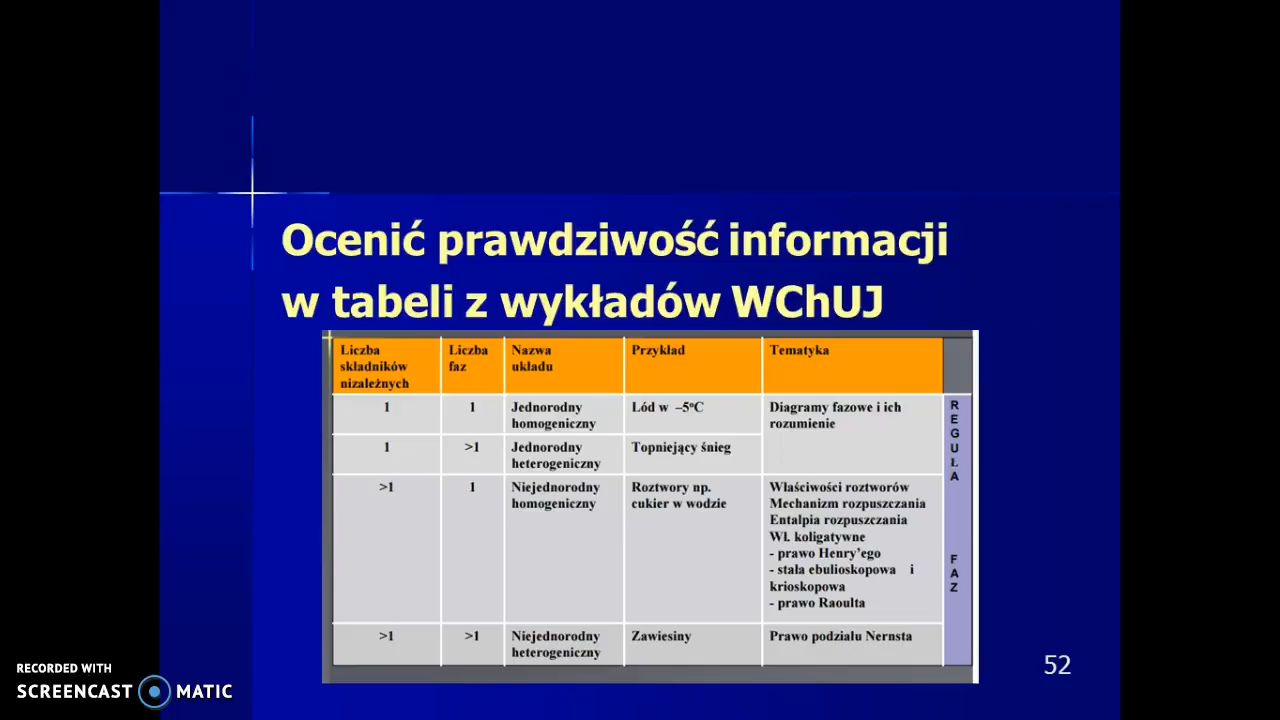 Ocenić prawdziwość informacji
w tabeli z wykładów WChUJ
Liczba
składników
nizależnych
Liczba
faz
Nazwa
układu
Przykład
Tematyka
1
1
Jednorodny
homogeniczny
Lód w –5ºC
Diagramy fazowe i ich
rozumienie
1
>1
Jednorodny
heterogeniczny
Topniejący śnieg
>1
1
Niejednorodny
homogeniczny
Roztwory np.
cukier w wodzie
Właściwości roztworów
Mechanizm rozpuszczania
Entalpia rozpuszczania
Wł. koligatywne
- prawo Henry’ego
- stała ebulioskopowa i
krioskopowa
- prawo Raoulta
>1
>1
Niejednorodny
heterogeniczny
Zawiesiny
Prawo podziału Nernsta
REGUŁA
FAZ
52
RECORDED WITH
SCREENCAST MATIC